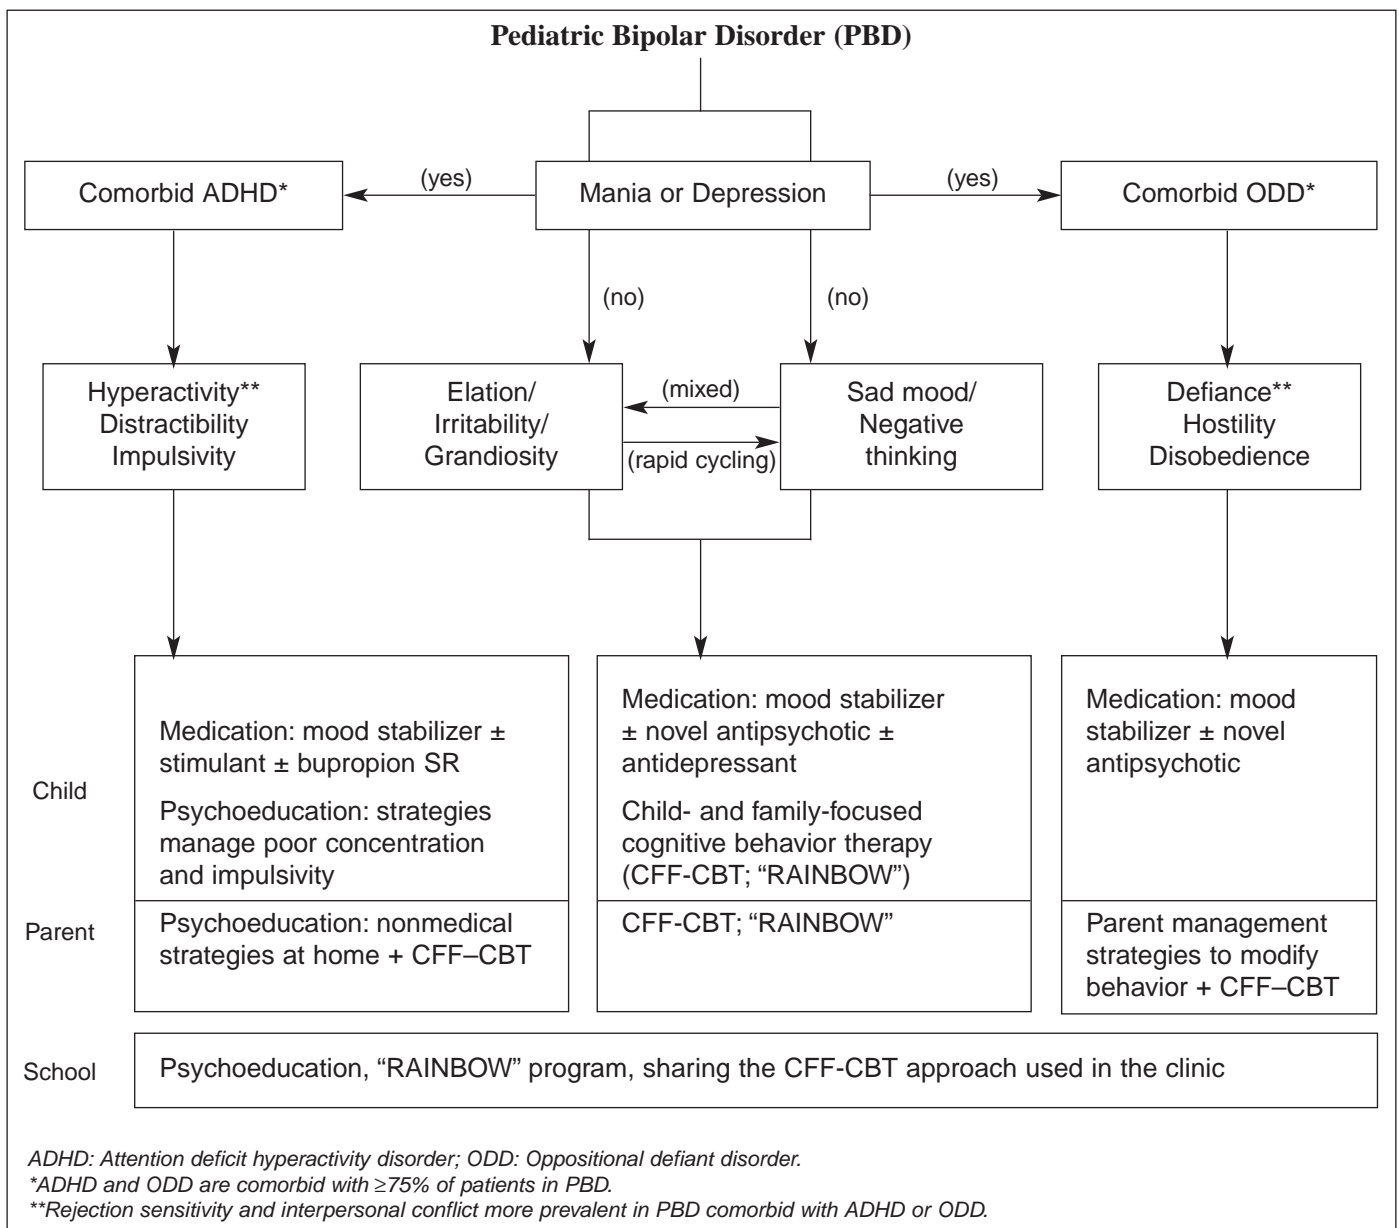 Pediatric Bipolar Disorder (PBD)
Comorbid ADHD*
(yes)
Mania or Depression
(yes)
Comorbid ODD*
(no)
(no)
Hyperactivity**
Distractibility
Impulsivity
Elation/
Irritability/
Grandiosity
(mixed)
(rapid cycling)
Sad mood/
Negative
thinking
Defiance**
Hostility
Disobedience
Child
Medication: mood stabilizer ±
stimulant ± bupropion SR
Psychoeducation: strategies
manage poor concentration
and impulsivity
Medication: mood stabilizer
± novel antipsychotic ±
antidepressant
Child- and family-focused
cognitive behavior therapy
(CFF-CBT; “RAINBOW”)
Medication: mood
stabilizer ± novel
antipsychotic
Parent
Psychoeducation: nonmedical
strategies at home + CFF–CBT
CFF-CBT; “RAINBOW”
Parent management
strategies to modify
behavior + CFF–CBT
School
Psychoeducation, “RAINBOW” program, sharing the CFF-CBT approach used in the clinic
ADHD: Attention deficit hyperactivity disorder; ODD: Oppositional defiant disorder.
*ADHD and ODD are comorbid with ≥75% of patients in PBD.
**Rejection sensitivity and interpersonal conflict more prevalent in PBD comorbid with ADHD or ODD.